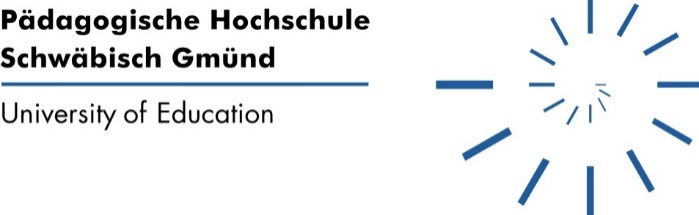 Pädagogische Hochschule
Schwäbisch Gmünd
University of Education